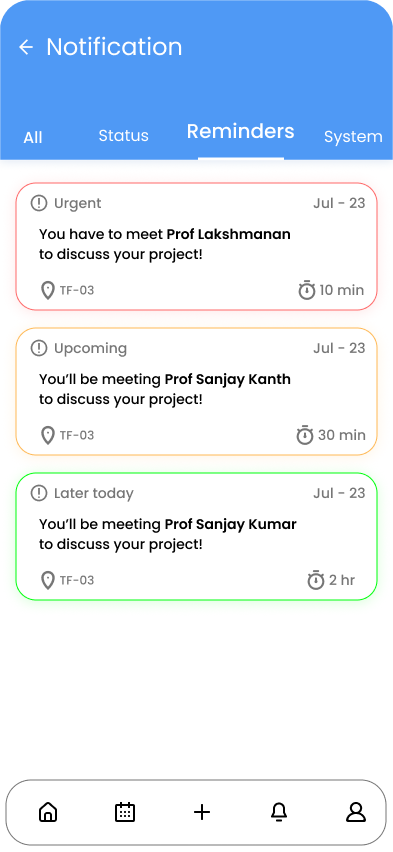 Notification
All Status Reminders System
Urgent Jul - 23
You have to meet Prof Lakshmanan
to discuss your project!
TF-03 10 min
Upcoming Jul - 23
You’ll be meeting Prof Sanjay Kanth
to discuss your project!
TF-03 30 min
Later today Jul - 23
You’ll be meeting Prof Sanjay Kumar
to discuss your project!
TF-03 2 hr